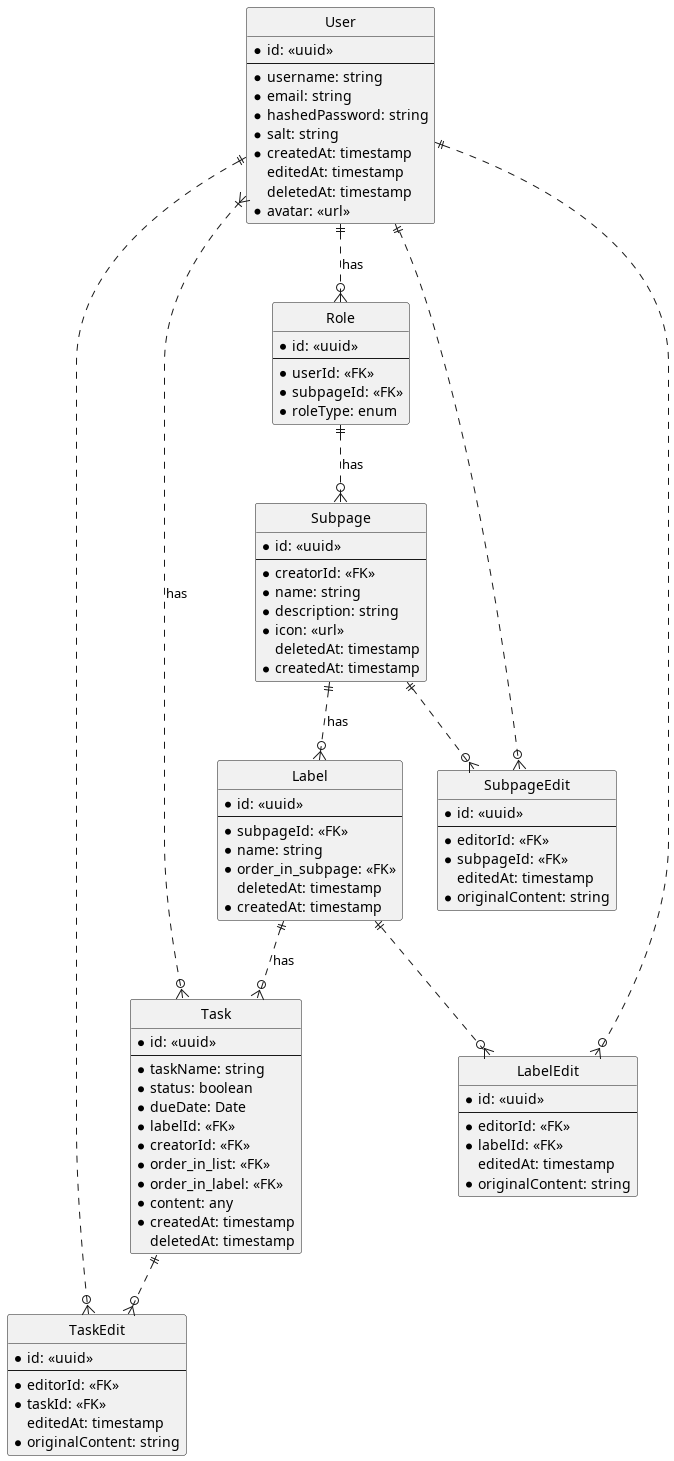 User
id: «uuid»
username: string
email: string
hashedPassword: string
salt: string
createdAt: timestamp
editedAt: timestamp
deletedAt: timestamp
avatar: «url»
has
Role
id: «uuid»
userId: «FK»
subpageId: «FK»
roleType: enum
has
Subpage
id: «uuid»
creatorId: «FK»
name: string
description: string
icon: «url»
deletedAt: timestamp
createdAt: timestamp
has
has
Label
id: «uuid»
subpageId: «FK»
name: string
order_in_subpage: «FK»
deletedAt: timestamp
createdAt: timestamp
SubpageEdit
id: «uuid»
editorId: «FK»
subpageId: «FK»
editedAt: timestamp
originalContent: string
has
Task
id: «uuid»
taskName: string
status: boolean
dueDate: Date
labelId: «FK»
creatorId: «FK»
order_in_list: «FK»
order_in_label: «FK»
content: any
createdAt: timestamp
deletedAt: timestamp
LabelEdit
id: «uuid»
editorId: «FK»
labelId: «FK»
editedAt: timestamp
originalContent: string
TaskEdit
id: «uuid»
editorId: «FK»
taskId: «FK»
editedAt: timestamp
originalContent: string